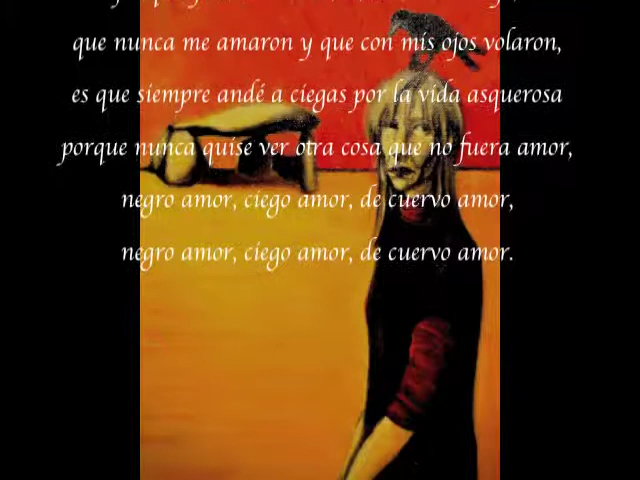 que nunca me amaron y que con mis ojos volaron,
es que siempre andé a ciegas por la vida asquerosa
porque nunca quise ver otra cosa que no fuera amor,
negro amor, ciego amor, de cuervo amor,
negro amor, ciego amor, de cuervo amor.